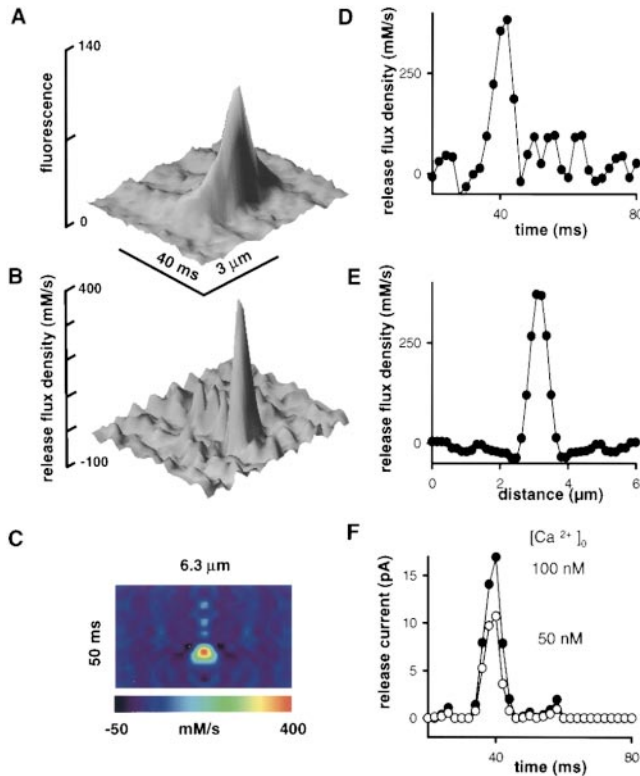 A
140
fluorescence
0
40 ms
3 μm
B
400
release flux density (mM/s)
-100
C
6.3 μm
50 ms
-50
mM/s
400
D
release flux density (mM/s)
250
0
40
80
time (ms)
E
release flux density (mM/s)
250
0
0
2
4
6
distance (μm)
F
[Ca 2+ ]0
100 nM
50 nM
release current (pA)
15
10
5
0
40
80
time (ms)